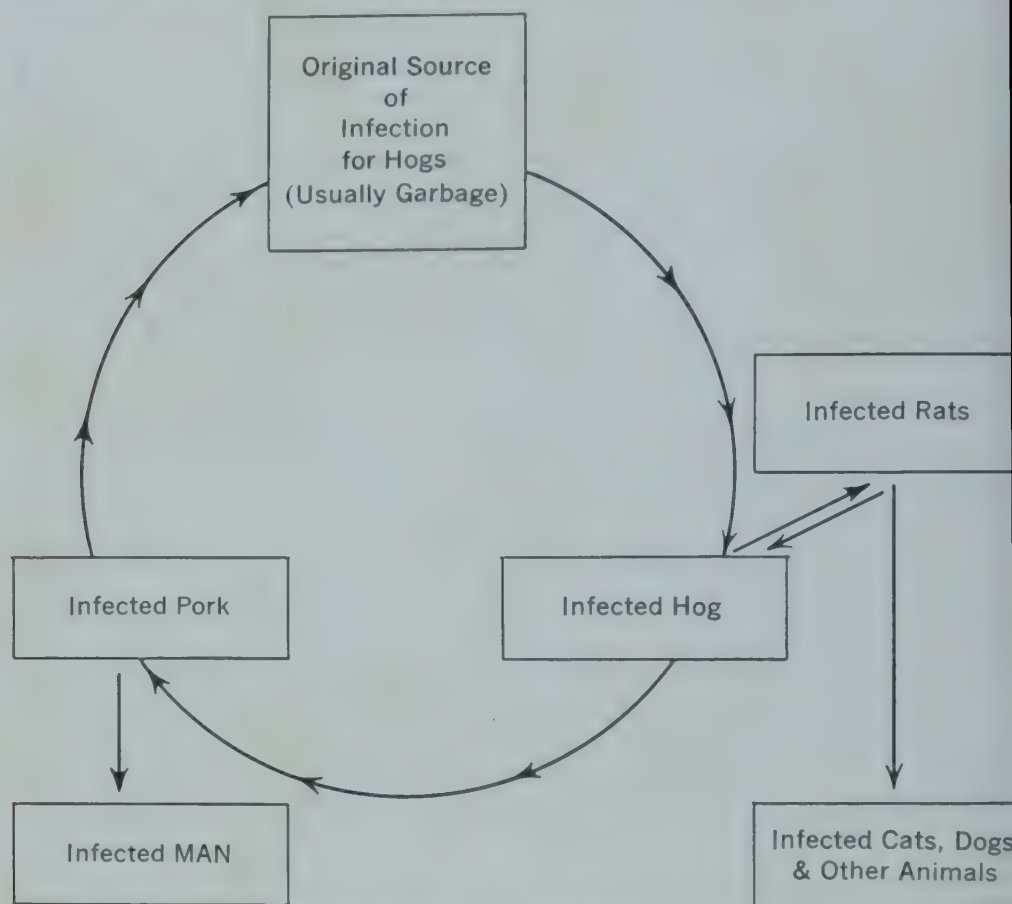 Original Source
of
Infection
for Hogs
(Usually Garbage)
Infected Rats
Infected Pork
Infected Hog
Infected MAN
Infected Cats, Dogs
& Other Animals